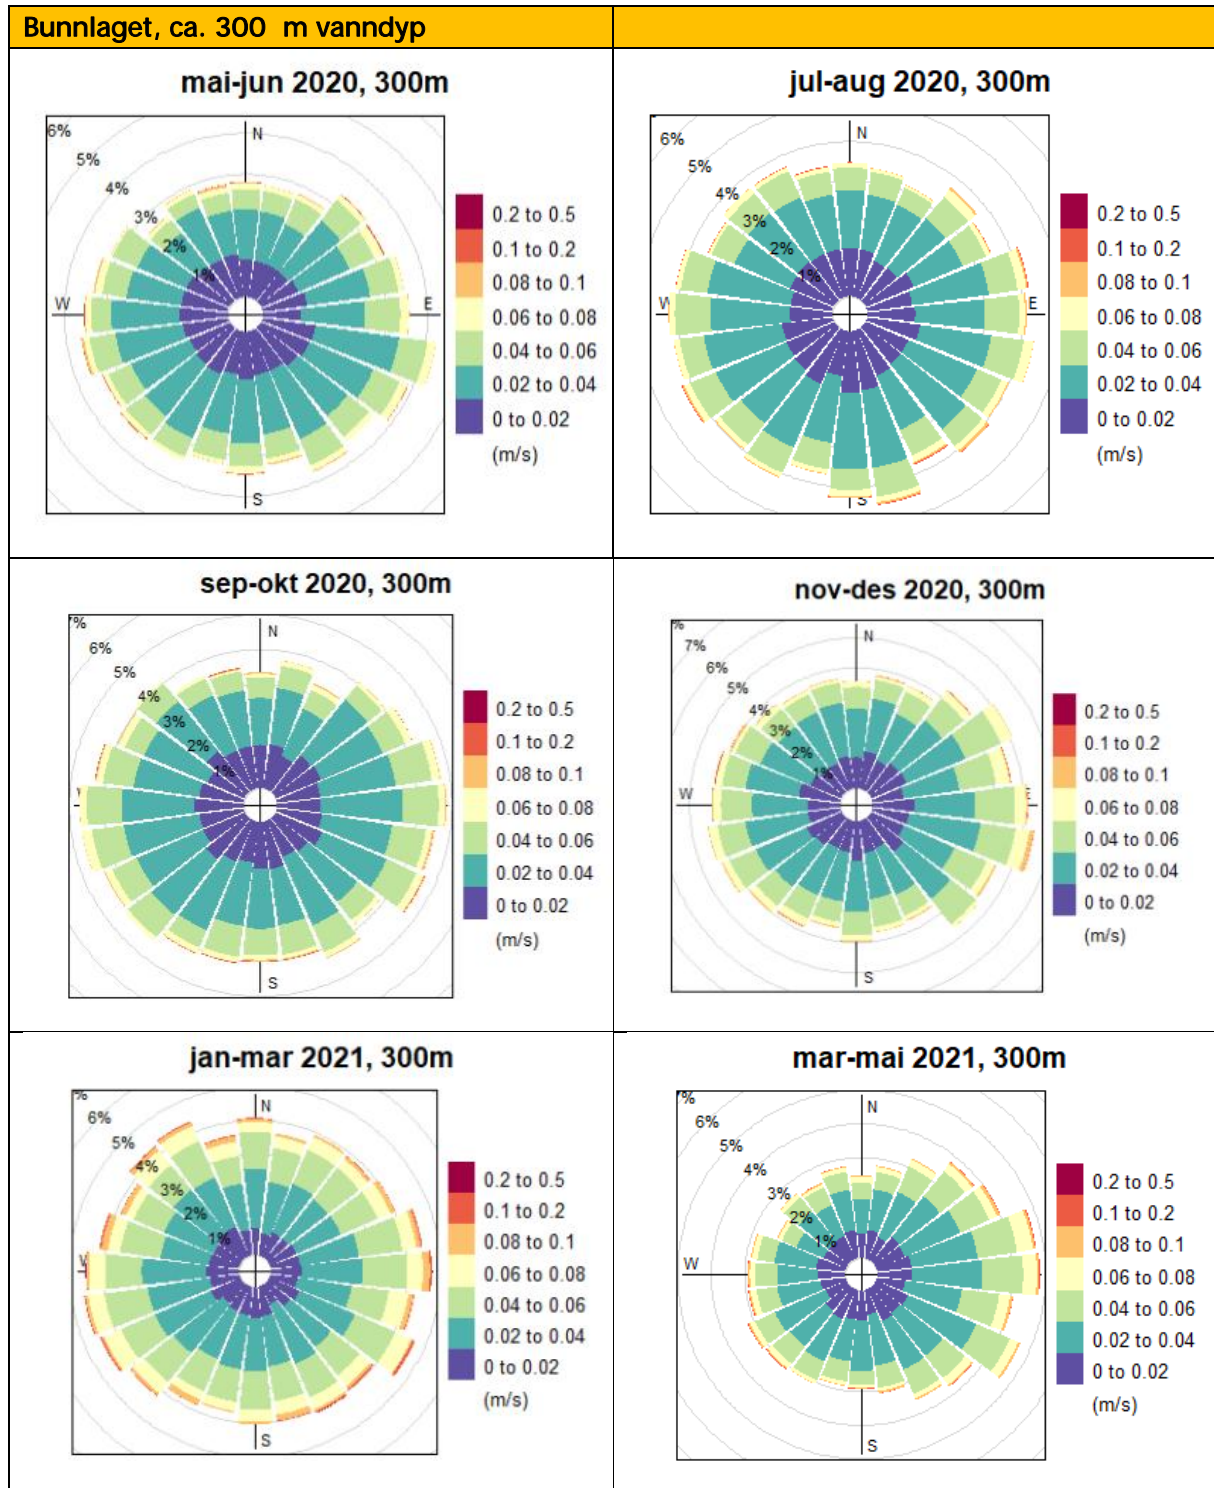 Bunnlaget, ca. 300 m vanndyp
mai-jun 2020, 300m
6%
5%
4%
3%
2%
1%
N
W
E
S
0.2 to 0.5
0.1 to 0.2
0.08 to 0.1
0.06 to 0.08
0.04 to 0.06
0.02 to 0.04
0 to 0.02
(m/s)
jul-aug 2020, 300m
6%
5%
4%
3%
2%
1%
N
E
S
0.2 to 0.5
0.1 to 0.2
0.08 to 0.1
0.06 to 0.08
0.04 to 0.06
0.02 to 0.04
0 to 0.02
(m/s)
sep-okt 2020, 300m
6%
5%
4%
3%
2%
1%
N
S
0.2 to 0.5
0.1 to 0.2
0.08 to 0.1
0.06 to 0.08
0.04 to 0.06
0.02 to 0.04
0 to 0.02
(m/s)
nov-des 2020, 300m
%
7%
6%
5%
4%
3%
2%
1%
N
W
S
0.2 to 0.5
0.1 to 0.2
0.08 to 0.1
0.06 to 0.08
0.04 to 0.06
0.02 to 0.04
0 to 0.02
(m/s)
jan-mar 2021, 300m
%
6%
5%
4%
3%
2%
1%
N
S
0.2 to 0.5
0.1 to 0.2
0.08 to 0.1
0.06 to 0.08
0.04 to 0.06
0.02 to 0.04
0 to 0.02
(m/s)
mar-mai 2021, 300m
6%
5%
4%
3%
2%
1%
N
W
S
0.2 to 0.5
0.1 to 0.2
0.08 to 0.1
0.06 to 0.08
0.04 to 0.06
0.02 to 0.04
0 to 0.02
(m/s)